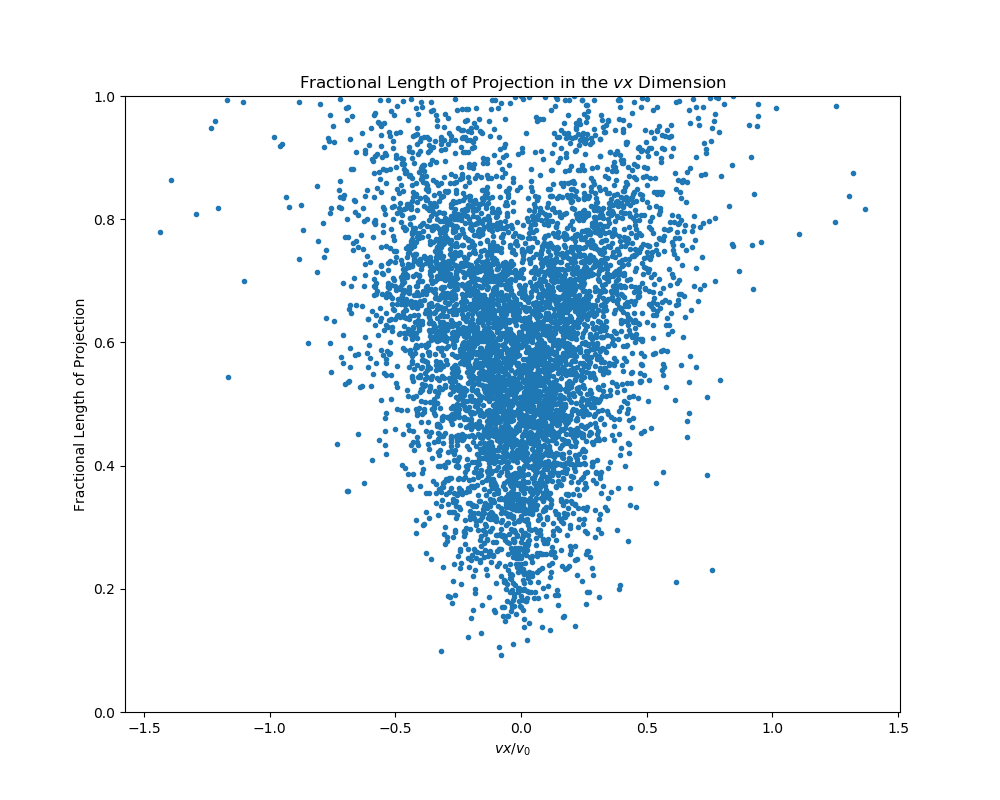 Fractional Length of Projection in the vx Dimension
1.0
0.8
0.6
0.4
0.2
0.0
Fractional Length of Projection
−1.5 −1.0 −0.5 0.0 0.5 1.0 1.5
vx/v₀